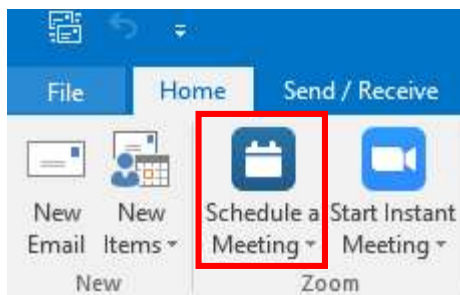 File Home Send / Receive
New New Schedule a Start Instant
Email Items Meeting Meeting
New Zoom